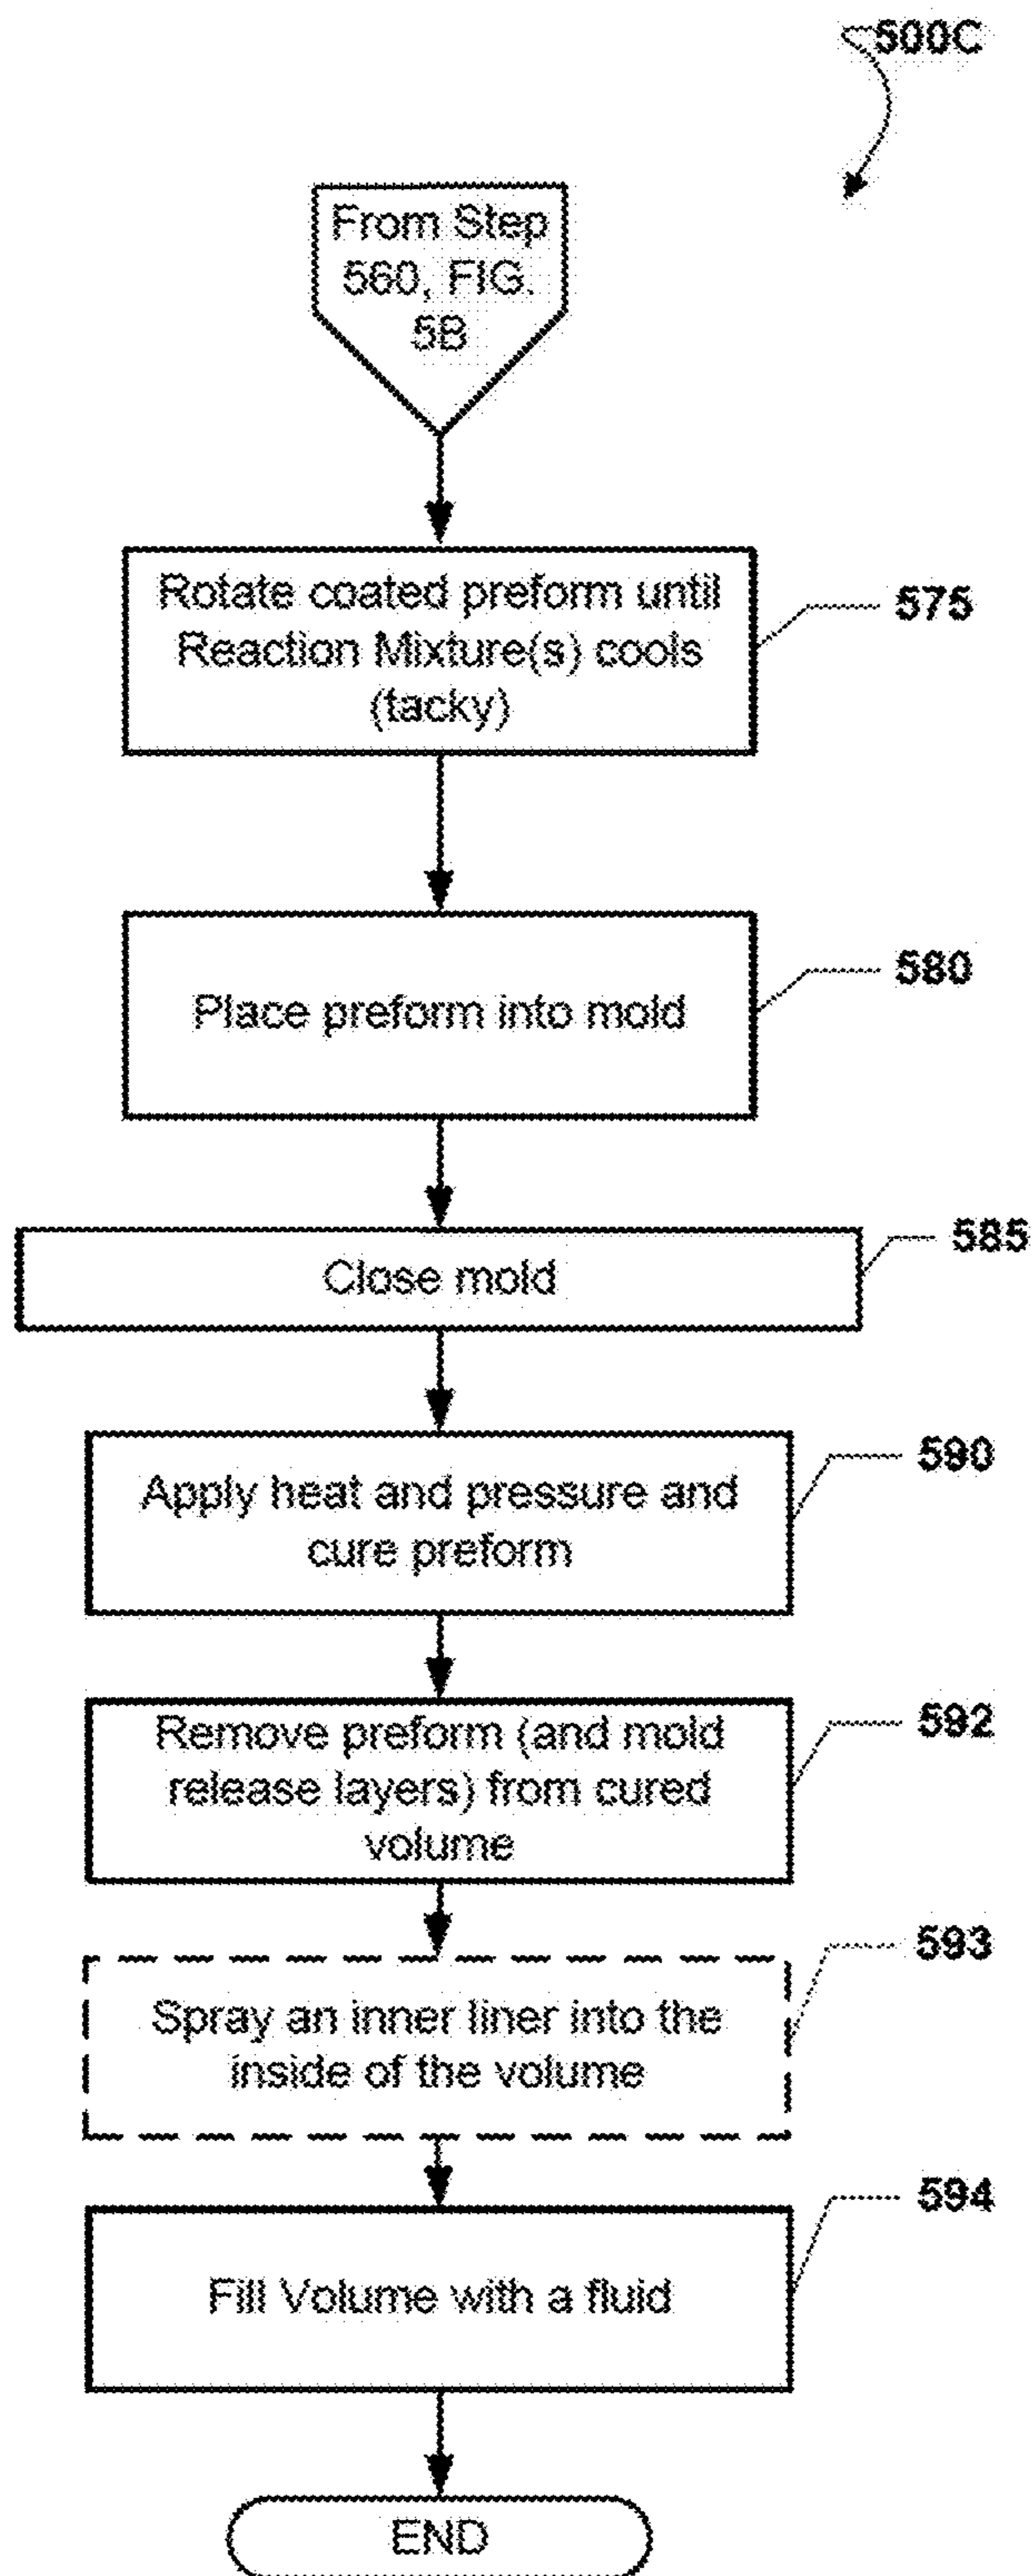 500C
From Step
560, FIG.
5B
Rotate coated preform until
Reaction Mixture(s) cools
(tacky)
575
Place preform into mold
580
Close mold
585
Apply heat and pressure and
cure preform
590
Remove preform (and mold
release layers) from cured
volume
592
Spray an inner liner into the
inside of the volume
593
Fill Volume with a fluid
594
END